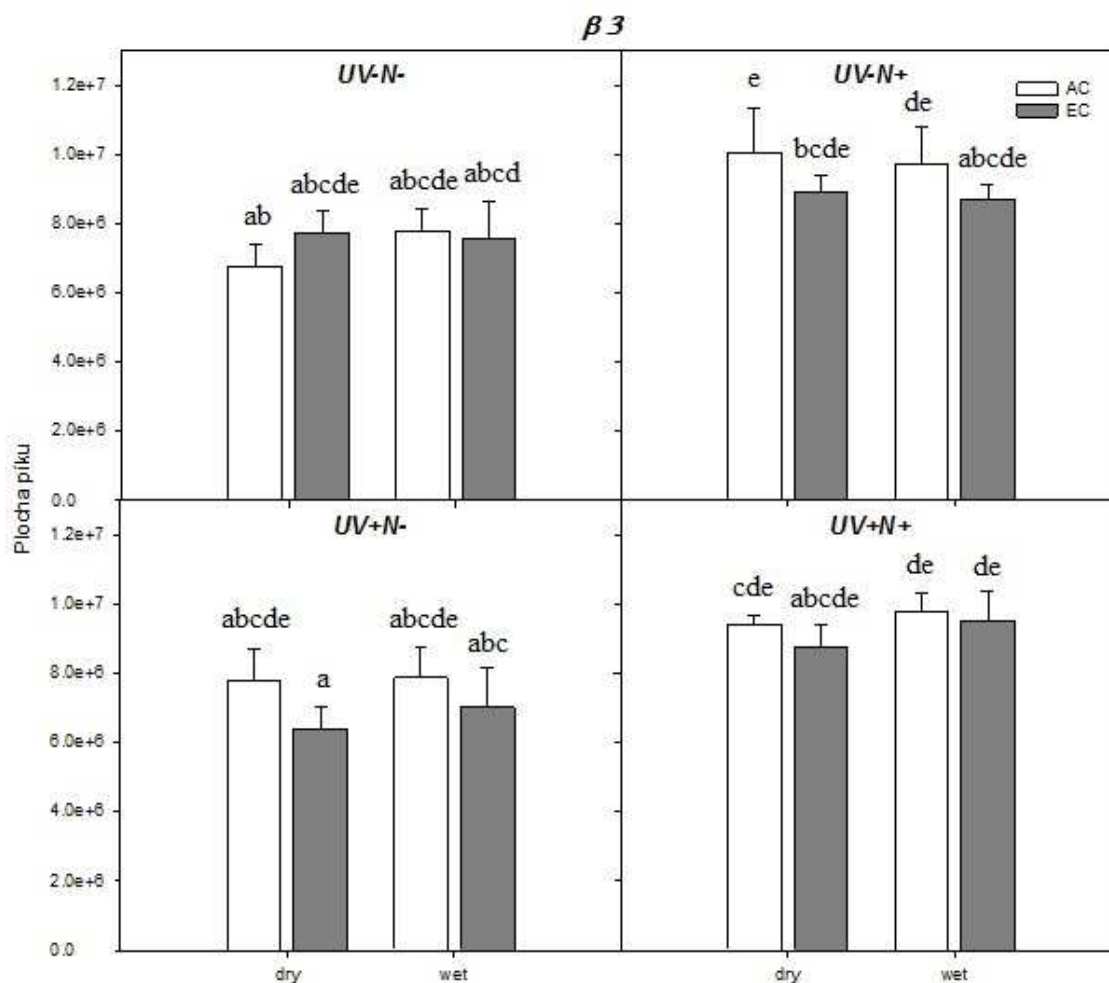 β 3
UV-N-
UV-N+
AC
EC
1.2e+7
1.0e+7
8.0e+6
6.0e+6
4.0e+6
2.0e+6
0.0
ab
abcde
abcde
abcd
e
bcde
de
abcde
Plocha píku
UV+N-
UV+N+
1.2e+7
1.0e+7
8.0e+6
6.0e+6
4.0e+6
2.0e+6
0.0
abcde
a
abcde
abc
cde
abcde
de
de
dry
wet
dry
wet